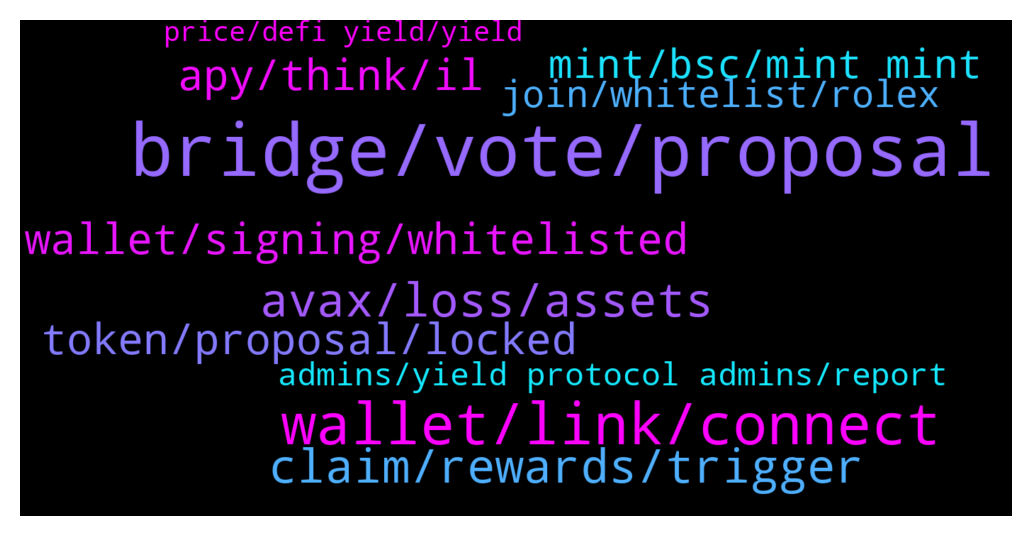 price/defi yield/yield
mint/bsc/mint mint
apy/think/il
join/whitelist/rolex
bridge/vote/proposal
wallet/signing/whitelisted
avax/loss/assets
token/proposal/locked
admins/yield protocol admins/report
wallet/link/connect
claim/rewards/trigger